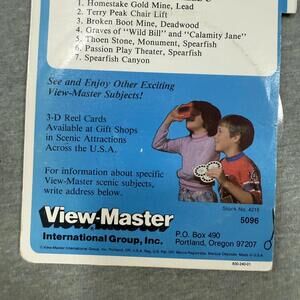 1. Homestake Gold Mine, Lead
2. Terry Peak Chair Lift
3. Broken Boot Mine, Deadwood
4. Graves of "Wild Bill" and "Calamity Jane"
5. Thoen Stone, Monument, Spearfish
6. Passion Play Theater, Spearfish
7. Spearfish Canyon
See and Enjoy Other Exciting
View-Master Subjects!
3-D Reel Cards
Available at Gift Shops
in Scenic Attractions
Across the U.S.A.
For information about specific
View-Master scenic subjects,
write address below.
Stock No. 4216
5096
View-Master
International Group, Inc.
P.O. Box 490
Portland, Oregon 97207